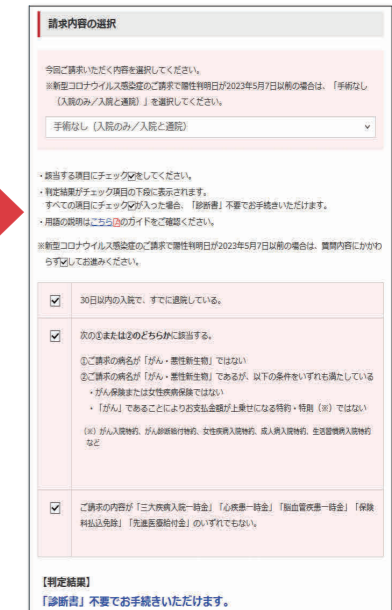 請求内容の選択
今回ご請求いただく内容を選択してください。
※新型コロナウイルス感染症のご請求で陽性判明日が2023年5月7日以前の場合は、「手術なし
（入院のみ／入院と通院）」を選択してください。
手術なし（入院のみ／入院と通院）
・該当する項目にチェック☑をしてください。
・判定結果がチェック項目の下段に表示されます。
すべての項目にチェック☑が入った場合、「診断書」不要でお手続きいただけます。
・用語の説明はこちらのガイドをご確認ください。
※新型コロナウイルス感染症のご請求で陽性判明日が2023年5月7日以前の場合は、質問内容にかかわ
らず☑してお進みください。
☑ 30日以内の入院で、すでに退院している。
☑ 次の①または②のどちらかに該当する。
①ご請求の病名が「がん・悪性新生物」ではない
②ご請求の病名が「がん・悪性新生物」であるが、以下の条件をいずれも満たしている
・がん保険または女性疾病保険ではない
・「がん」であることによりお支払金額が上乗せになる特約・特則（※）ではない
（※）がん入院特約、がん診断給付特約、女性疾病入院特約、成人病入院特約、生活習慣病入院特約
など
☑ ご請求の内容が「三大疾病入院一時金」「心疾患一時金」「脳血管疾患一時金」「保険
料払込免除」「先進医療給付金」のいずれでもない。
【判定結果】
「診断書」不要でお手続きいただけます。